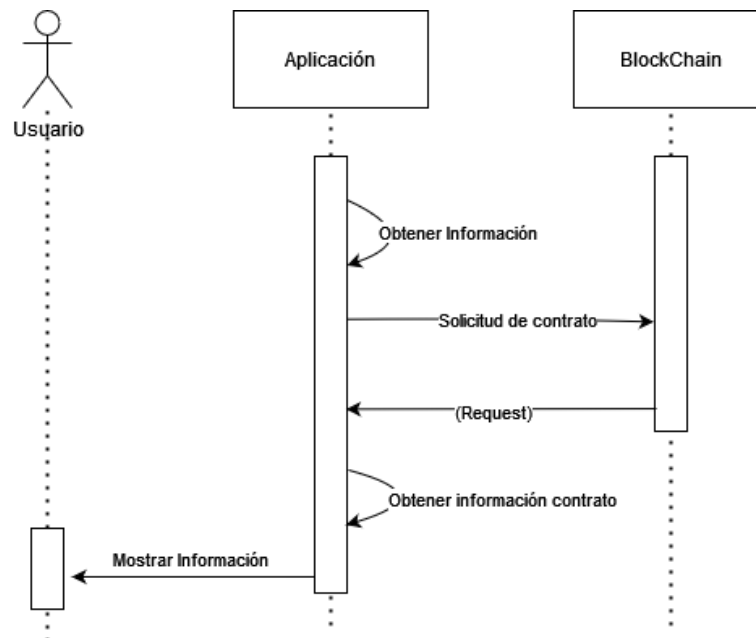 Aplicación
BlockChain
Usuario
Obtener Información
Solicitud de contrato
(Request)
Obtener información contrato
Mostrar Información